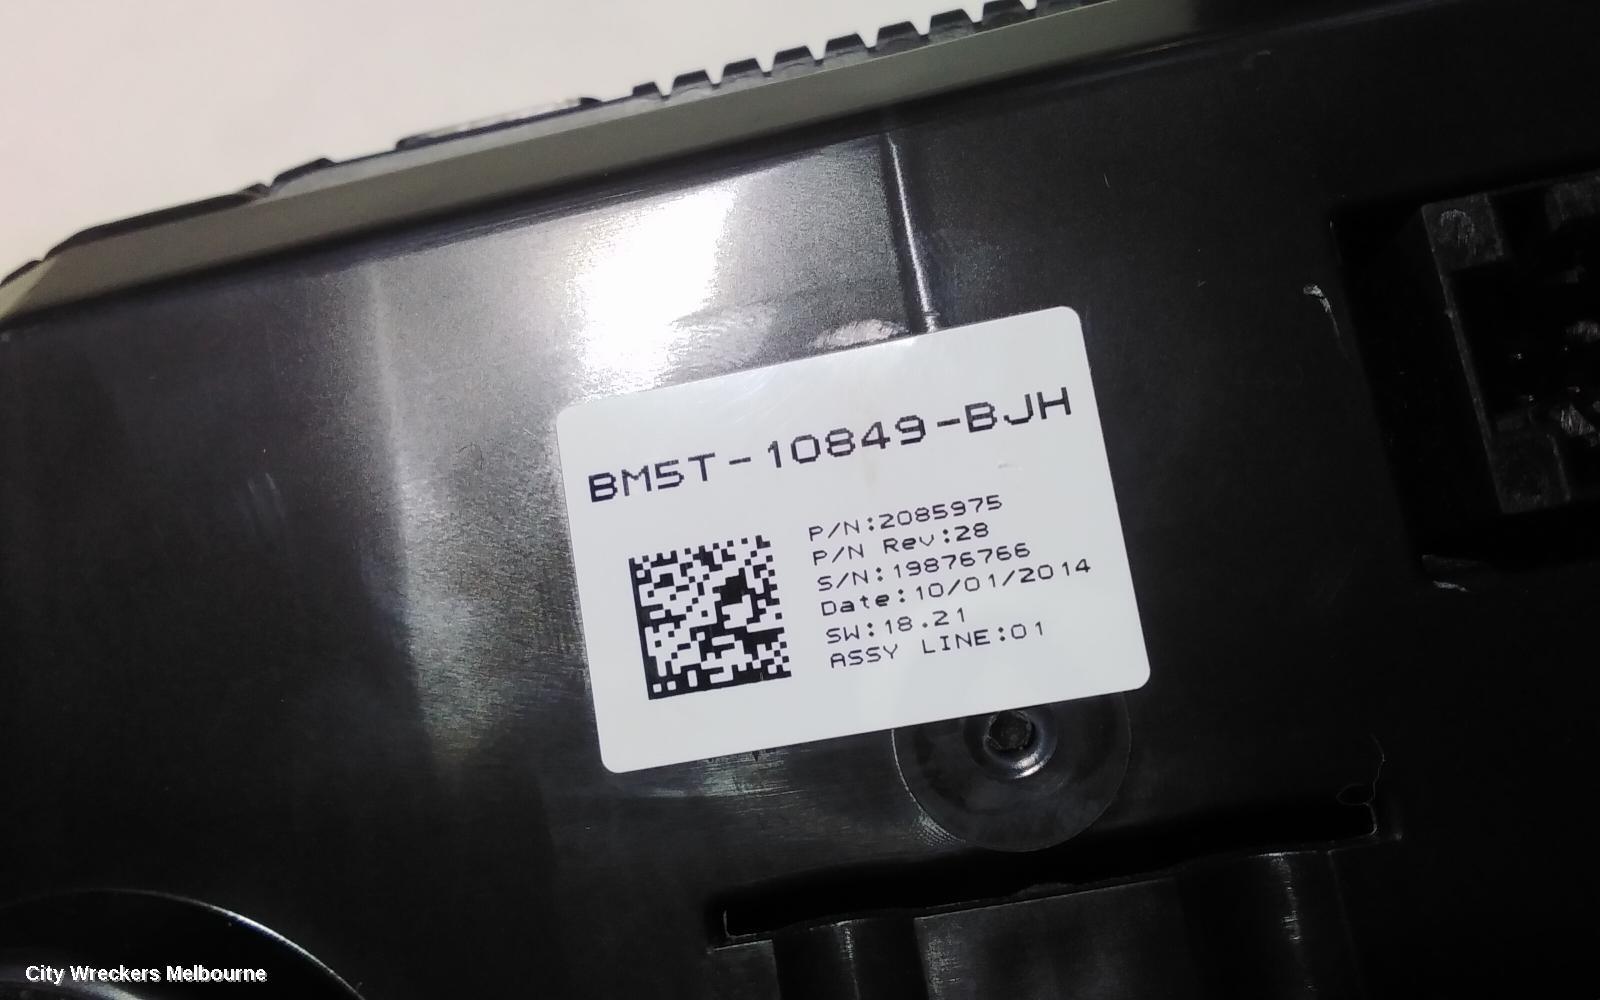 BM5T-10849-BJH
P/N:2085975
P/N Rev:28
S/N:19876766
Date:10/01/2014
SW:18.21
ASSY LINE:01
City Wreckers Melbourne